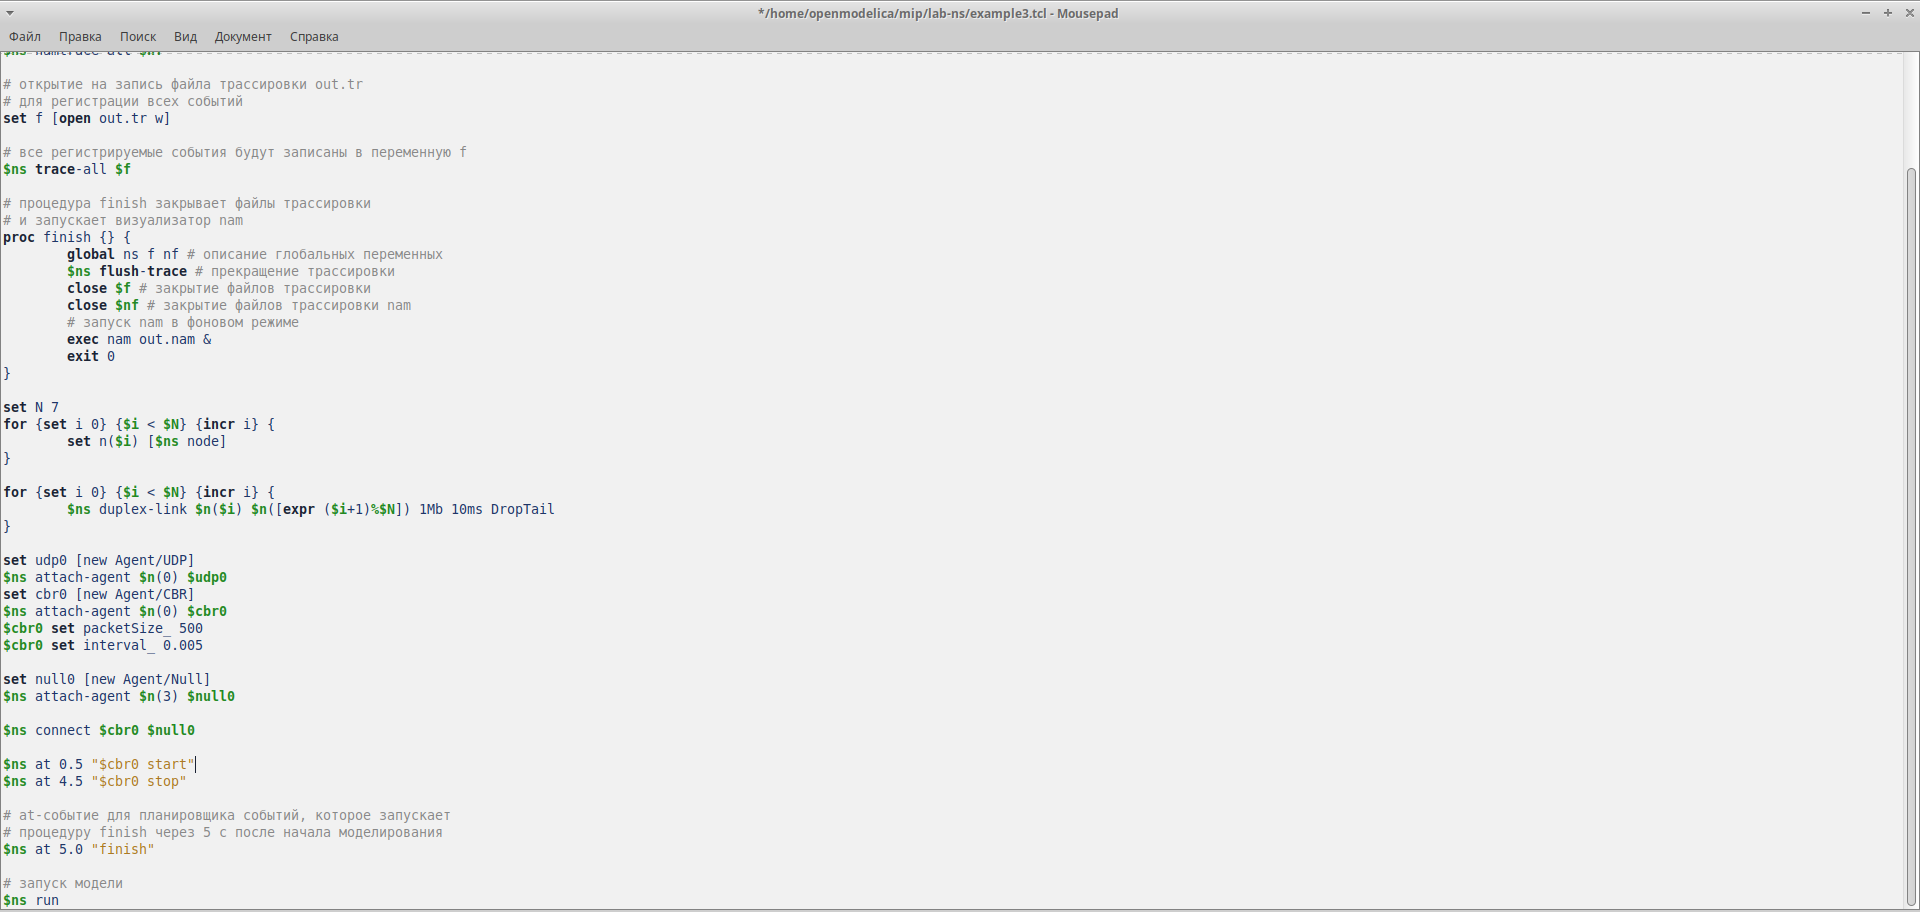 */home/openmodelica/mip/lab-ns/example3.tcl - Mousepad
Файл Правка Поиск Вид Документ Справка
$ns namtrace-all $nf
# открытие на запись файла трассировки out.tr
# для регистрации всех событий
set f [open out.tr w]
# все регистрируемые события будут записаны в переменную f
$ns trace-all $f
# процедура finish закрывает файлы трассировки
# и запускает визуализатор nam
proc finish {} {
global ns f nf # описание глобальных переменных
$ns flush-trace # прекращение трассировки
close $f # закрытие файлов трассировки
close $nf # закрытие файлов трассировки nam
# запуск nam в фоновом режиме
exec nam out.nam &
exit 0
}
set N 7
for {set i 0} {$i < $N} {incr i} {
set n($i) [$ns node]
}
for {set i 0} {$i < $N} {incr i} {
$ns duplex-link $n($i) $n([expr ($i+1)%$N]) 1Mb 10ms DropTail
}
set udp0 [new Agent/UDP]
$ns attach-agent $n(0) $udp0
set cbr0 [new Agent/CBR]
$ns attach-agent $n(0) $cbr0
$cbr0 set packetSize_ 500
$cbr0 set interval_ 0.005
set null0 [new Agent/Null]
$ns attach-agent $n(3) $null0
$ns connect $cbr0 $null0
$ns at 0.5 "$cbr0 start"
$ns at 4.5 "$cbr0 stop"
# at-событие для планировщика событий, которое запускает
# процедуру finish через 5 с после начала моделирования
$ns at 5.0 "finish"
# запуск модели
$ns run